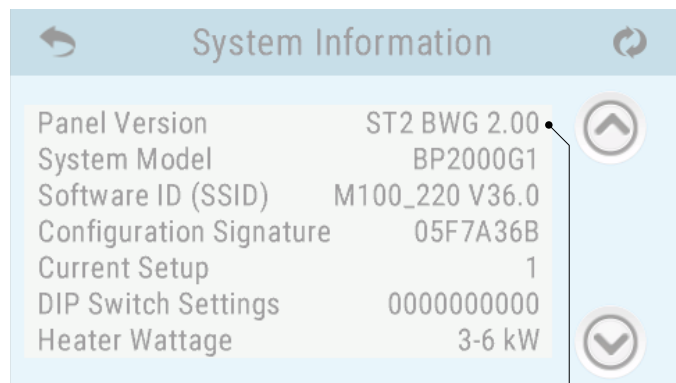 System Information
Panel Version ST2 BWG 2.00
System Model BP2000G1
Software ID (SSID) M100_220 V36.0
Configuration Signature 05F7A36B
Current Setup 1
DIP Switch Settings 0000000000
Heater Wattage 3-6 kW